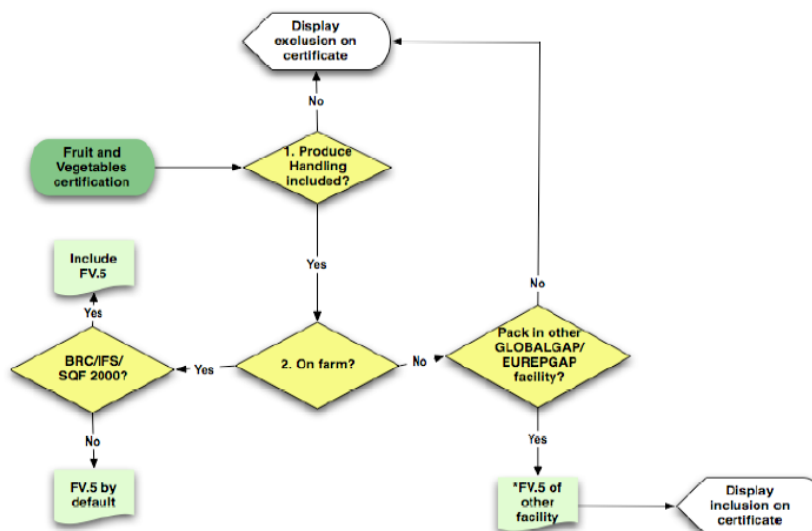 Display
exclusion on
certificate
No
Fruit and
Vegetables
certification
1. Produce
Handling
included?
Yes
No
Include
FV.5
Yes
BRC/IFS/
SQF 2000?
Yes
2. On farm?
No
Pack in other
GLOBALGAP/
EUREPGAP
facility?
No
Yes
FV.5 by
default
*FV.5 of
other
facility
Display
inclusion on
certificate